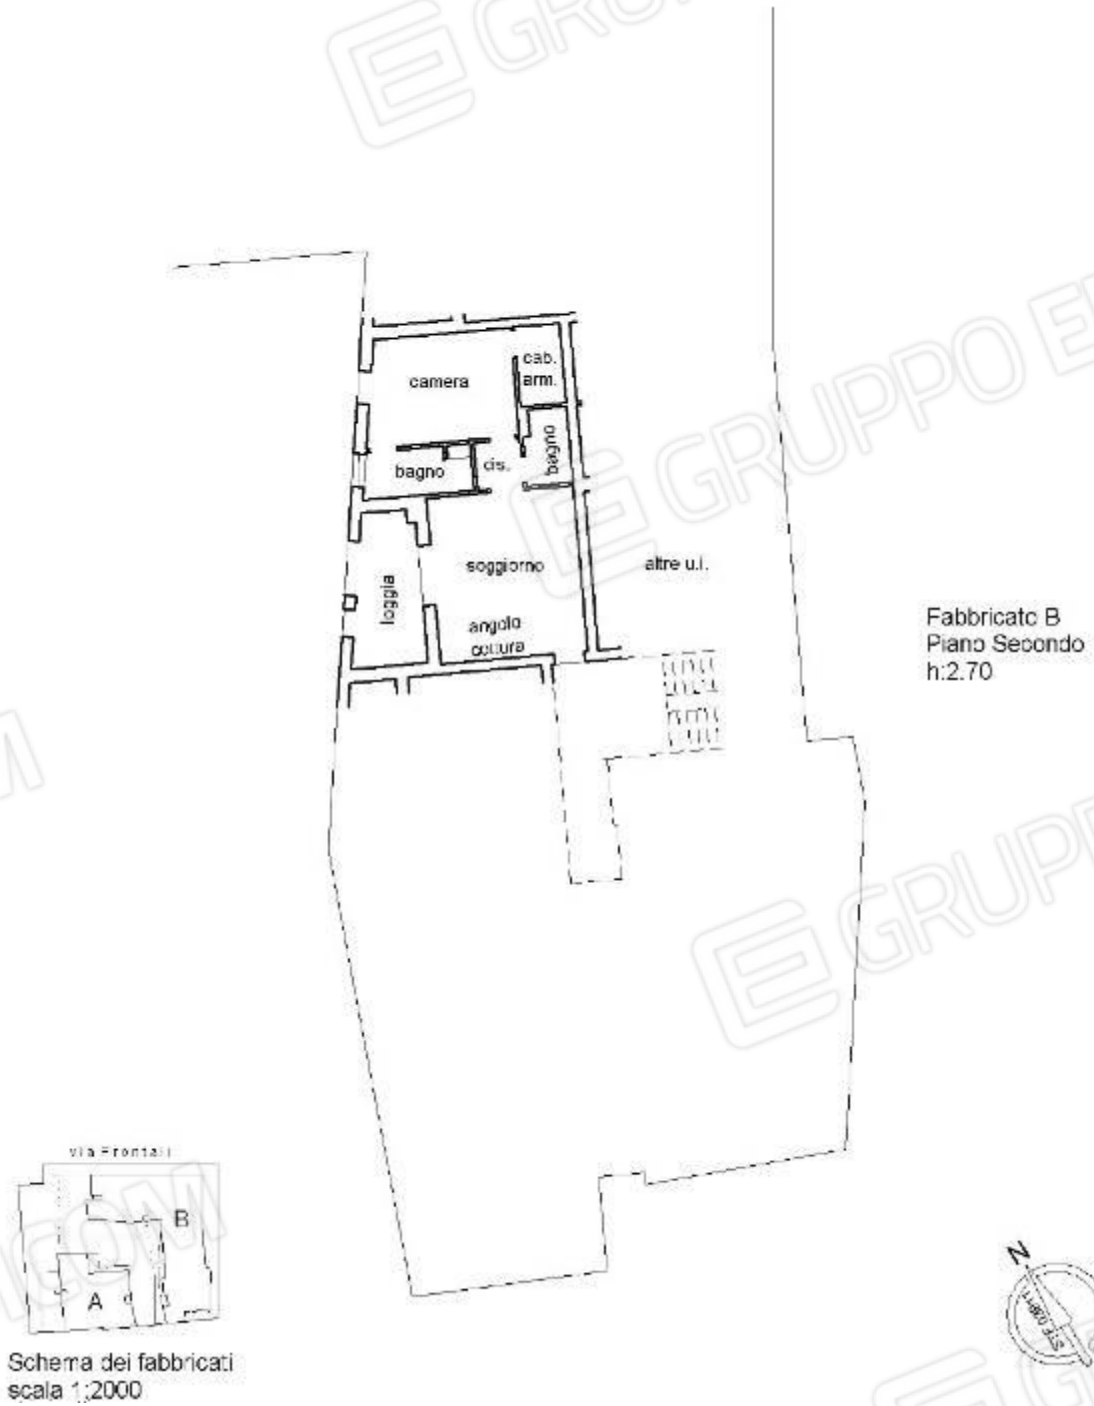 GRUPPO
camera
cab.
arm.
bagno
bagno
dis.
GRUPPO
soggiorno
altre u.i.
loggia
angolo
cottura
Fabbricato B
Piano Secondo
h:2.70
GRUPPO
via Frontali
B
A
N
Schema dei fabbricati
scala 1:2000